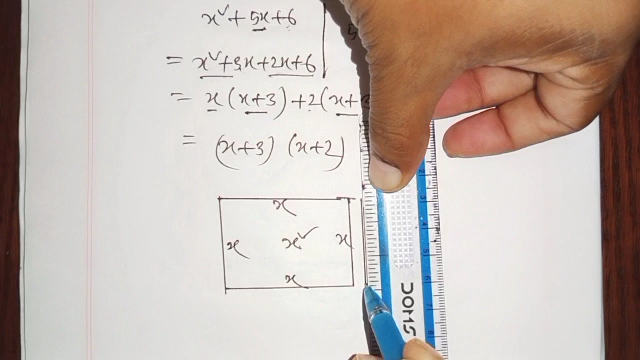 x² + 5x + 6
= x² + 3x + 2x + 6
= x (x+3) + 2(x+
= (x+3) (x+2)
x
x x² x
x
DOMS